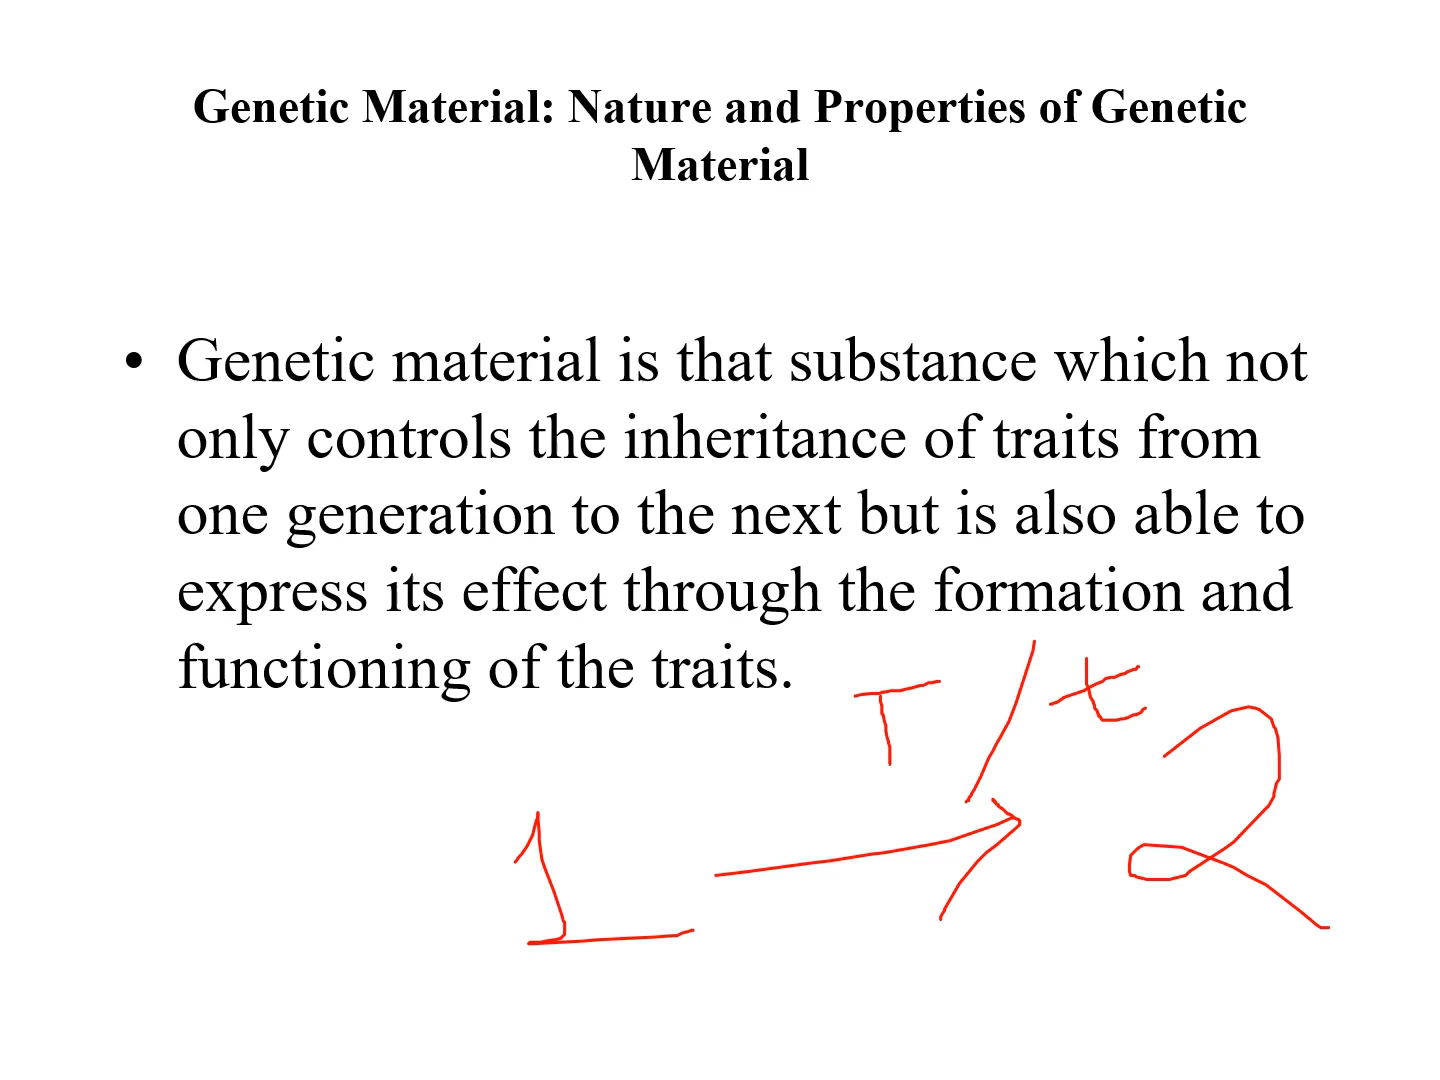 Genetic Material: Nature and Properties of Genetic
Material
• Genetic material is that substance which not
only controls the inheritance of traits from
one generation to the next but is also able to
express its effect through the formation and
functioning of the traits.
T / t
1 → 2